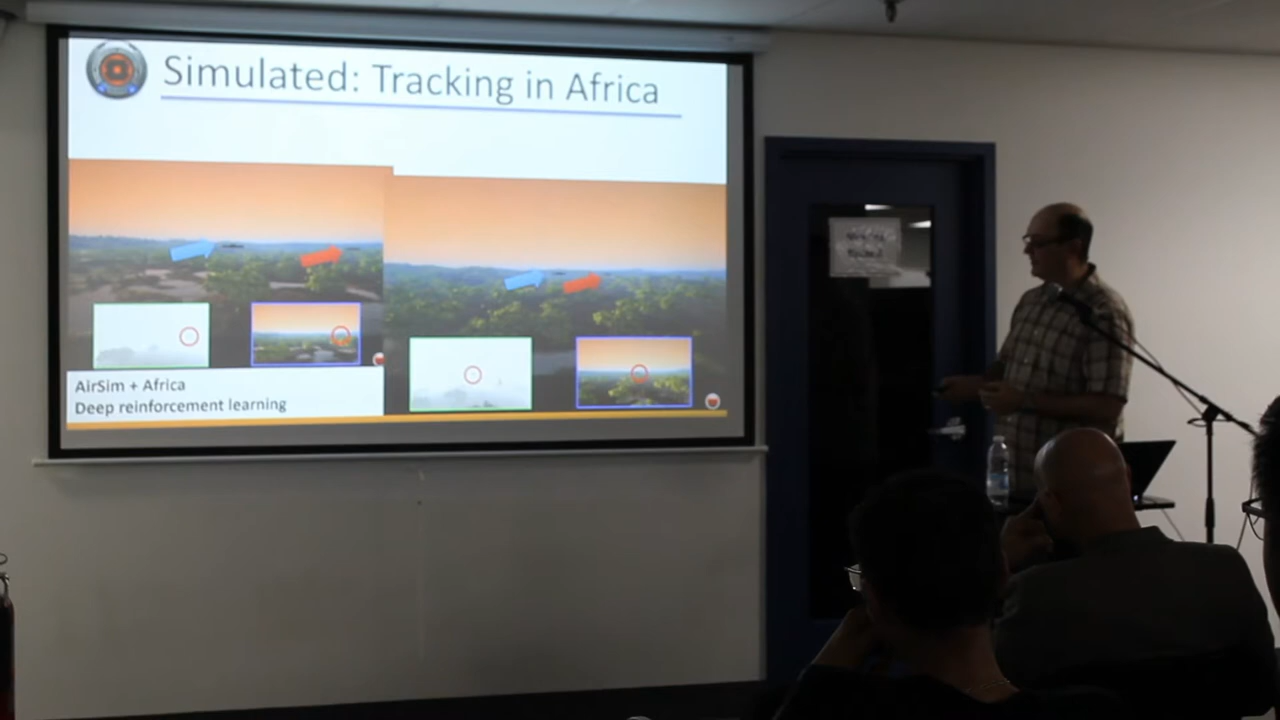 Simulated: Tracking in Africa
AirSim + Africa
Deep reinforcement learning